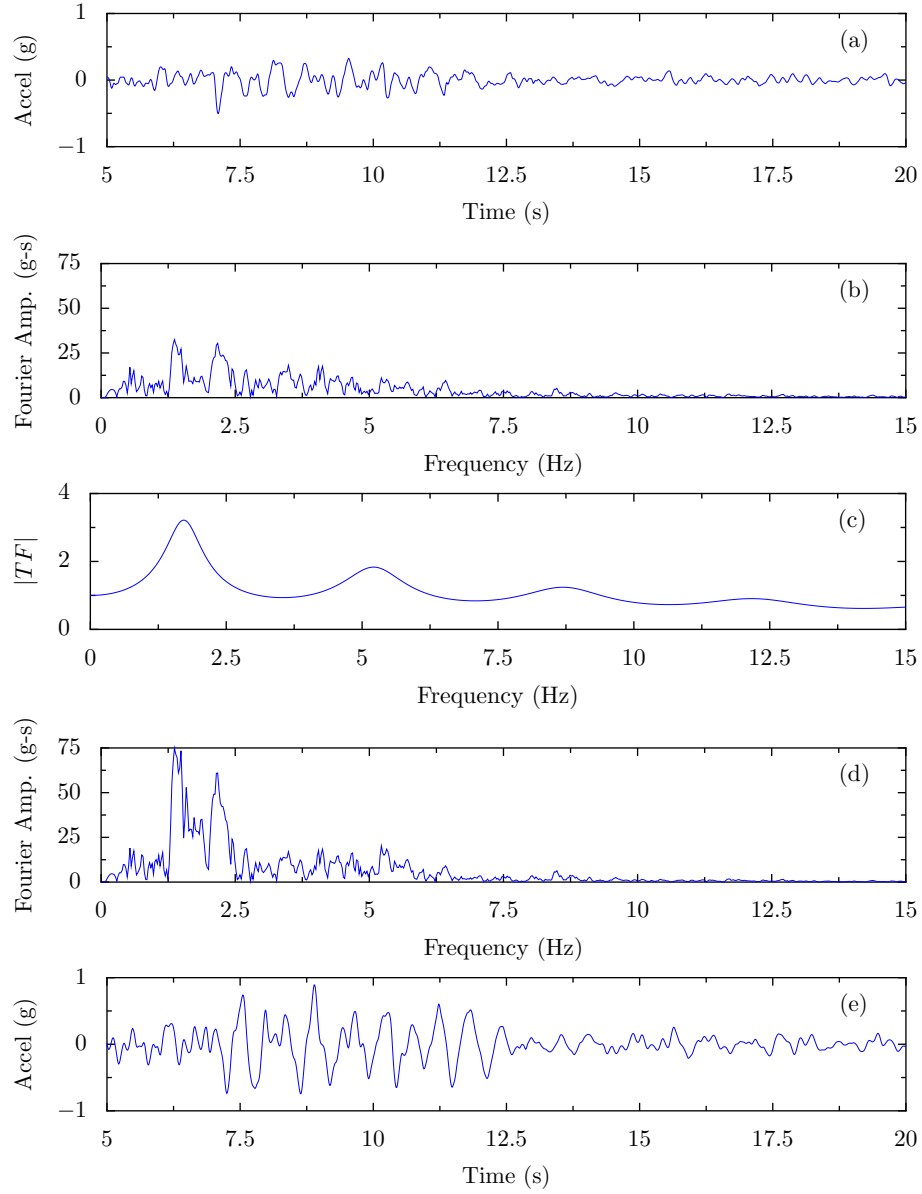 Accel (g)
1
0
−1
(a)
5 7.5 10 12.5 15 17.5 20
Time (s)
Fourier Amp. (g-s)
75
50
25
0
(b)
0 2.5 5 7.5 10 12.5 15
Frequency (Hz)
|TF|
4
2
0
(c)
0 2.5 5 7.5 10 12.5 15
Frequency (Hz)
Fourier Amp. (g-s)
75
50
25
0
(d)
0 2.5 5 7.5 10 12.5 15
Frequency (Hz)
Accel (g)
1
0
−1
(e)
5 7.5 10 12.5 15 17.5 20
Time (s)